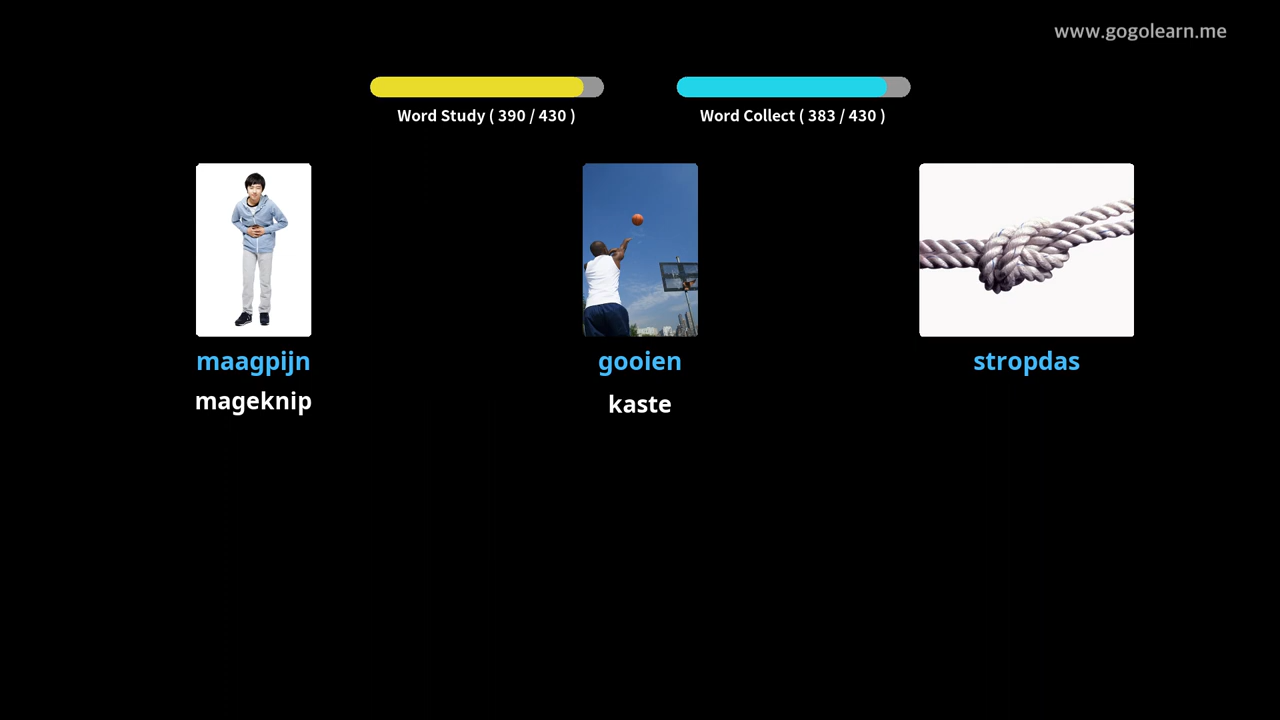 www.gogolearn.me
Word Study ( 390 / 430 )
Word Collect ( 383 / 430 )
maagpijn
gooien
stropdas
mageknip
kaste